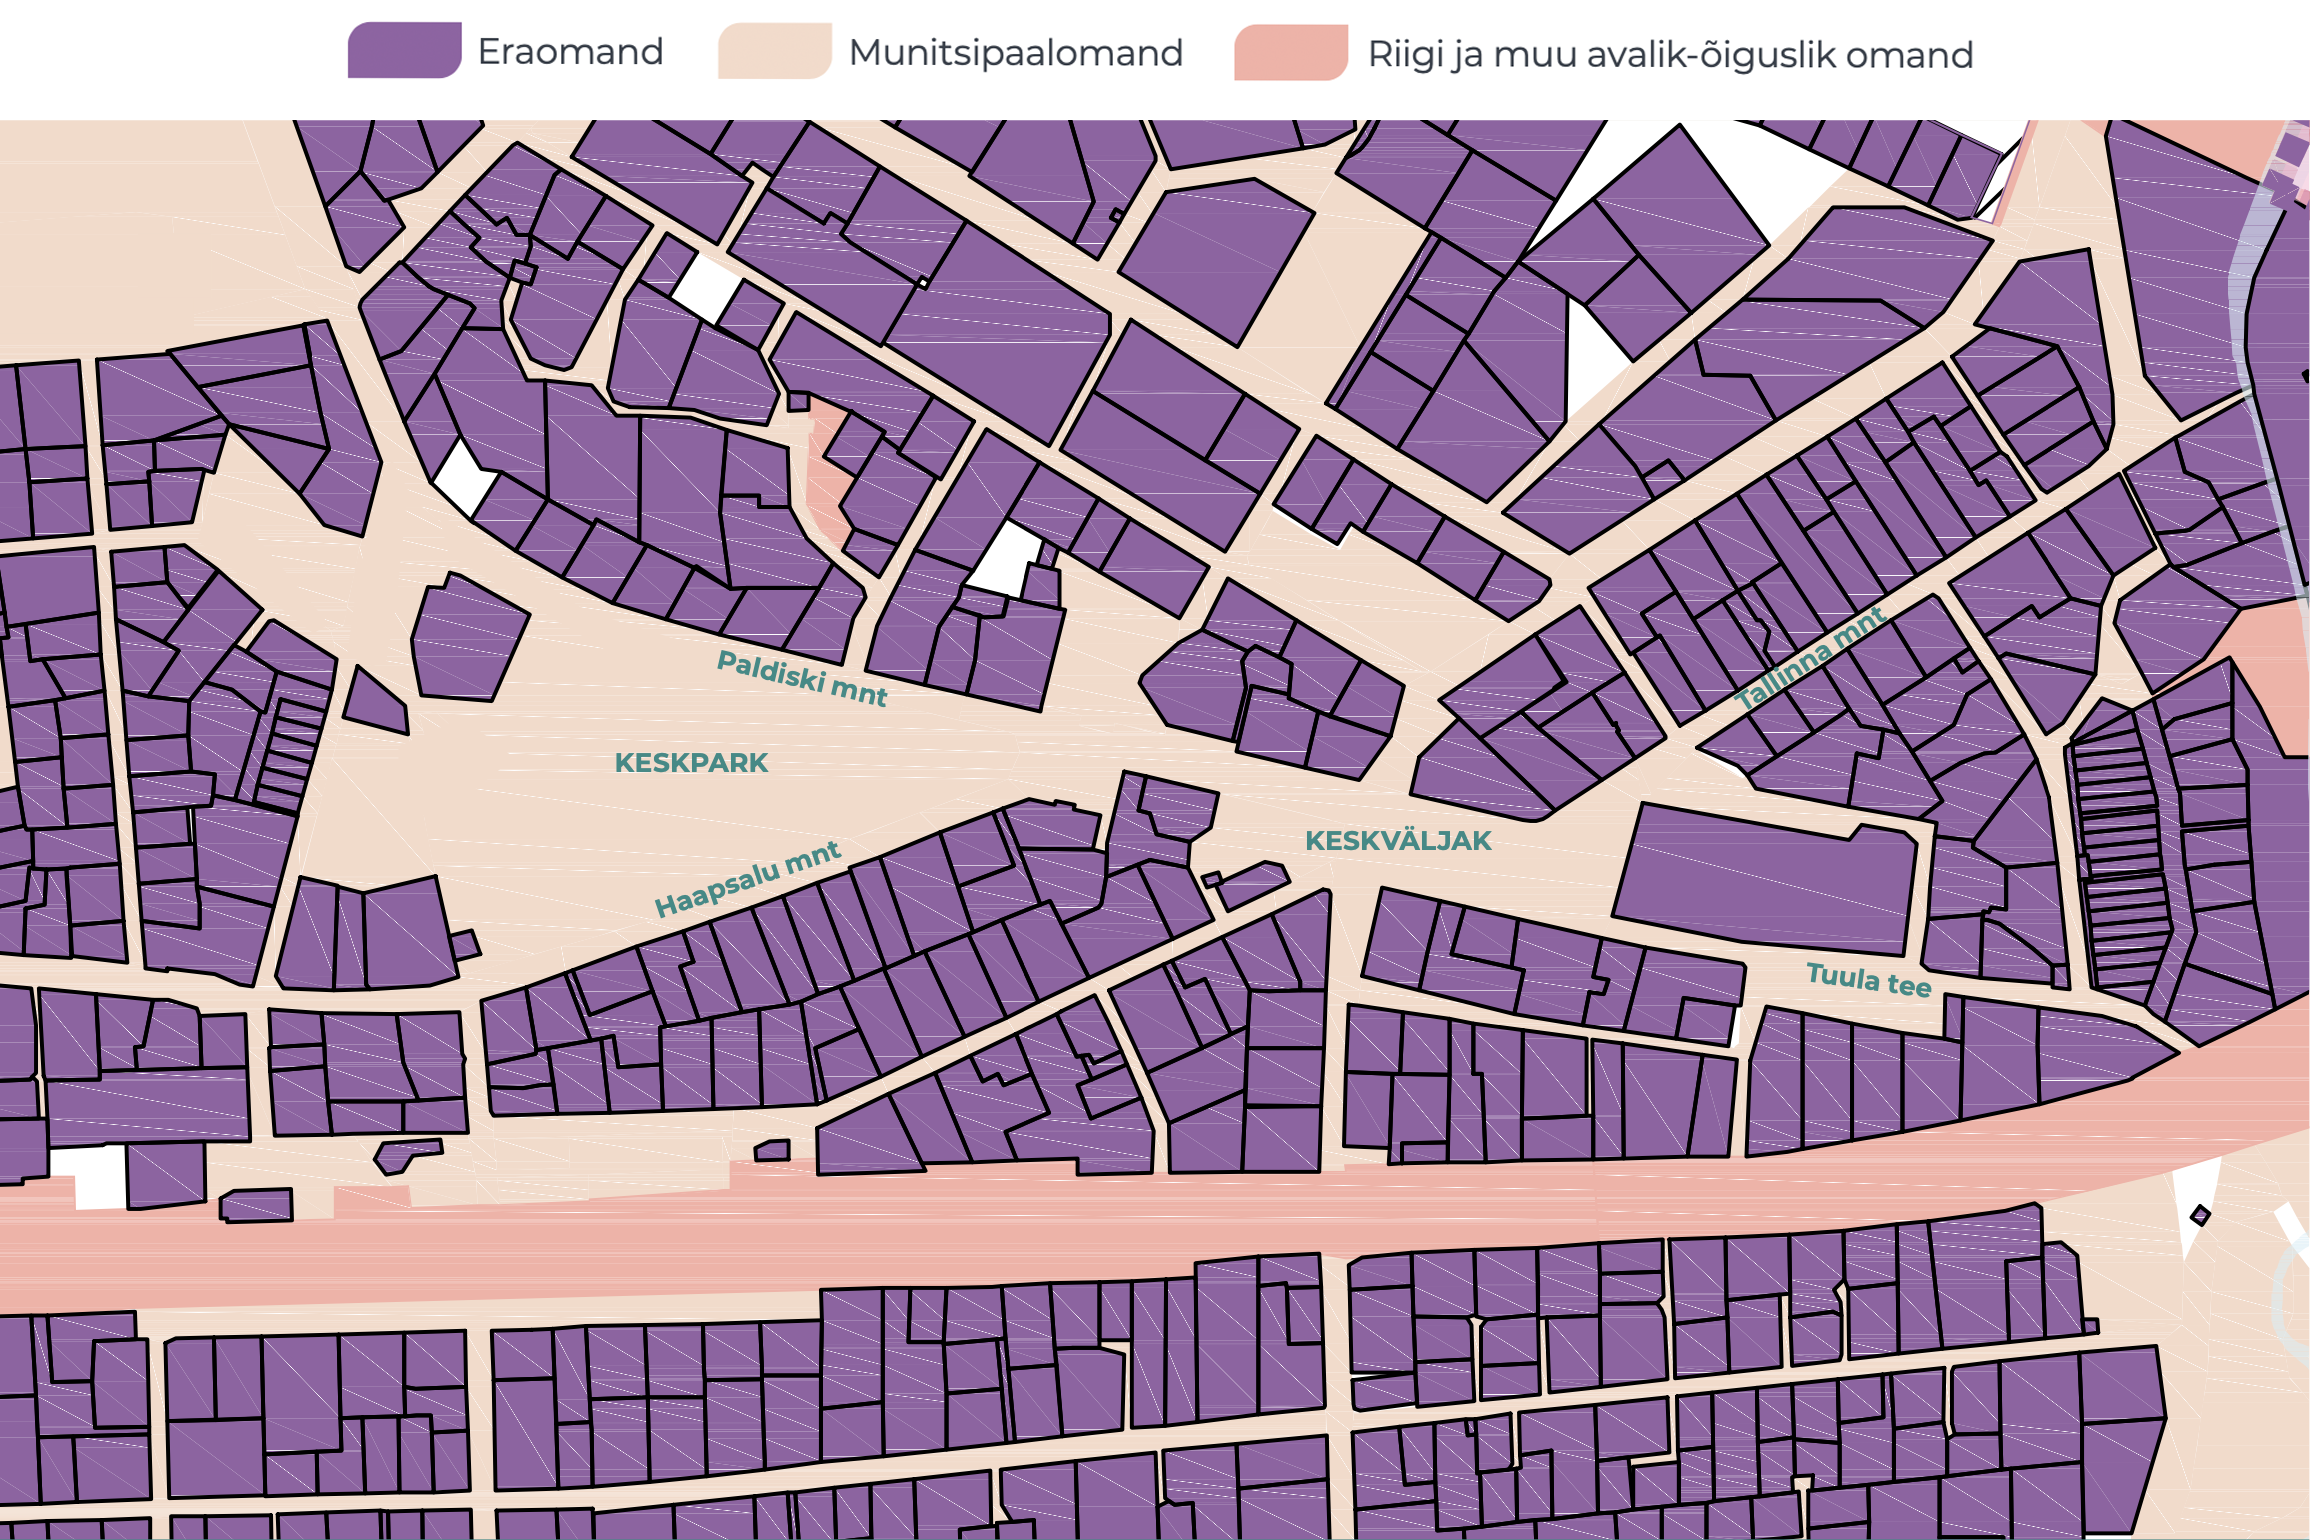 Eraomand
Munitsipaalomand
Riigi ja muu avalik-õiguslik omand
Tallinna mnt
Paldiski mnt
KESKPARK
KESKVÄLJAK
Haapsalu mnt
Tuula tee